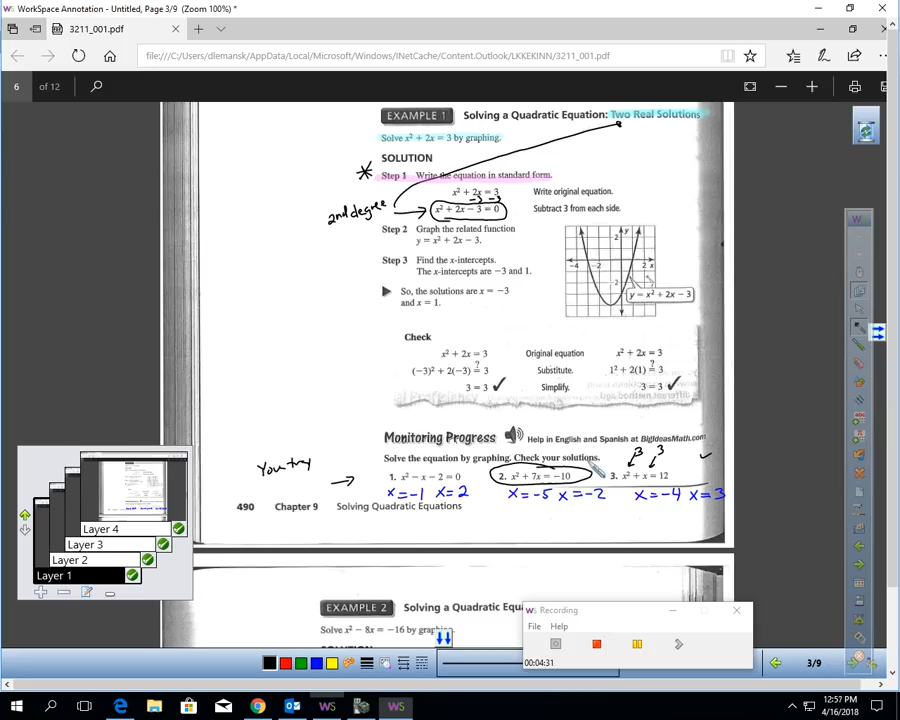 WorkSpace Annotation - Untitled, Page 3/9 (Zoom 100%) *
3211_001.pdf
file:///C:/Users/dlemansk/AppData/Local/Microsoft/Windows/INetCache/Content.Outlook/LKKEKINN/3211_001.pdf
6 of 12
EXAMPLE 1 Solving a Quadratic Equation: Two Real Solutions
Solve x² + 2x = 3 by graphing.
SOLUTION
Step 1 Write the equation in standard form.
x² + 2x = 3 Write original equation.
-3 -3
2nd degree
x² + 2x − 3 = 0 Subtract 3 from each side.
Step 2 Graph the related function
y = x² + 2x − 3.
Step 3 Find the x-intercepts.
The x-intercepts are −3 and 1.
So, the solutions are x = −3
and x = 1.
2 y
−4 −2 2 x
2
y = x² + 2x − 3
Check
x² + 2x = 3 Original equation x² + 2x = 3
(−3)² + 2(−3) ≟ 3 Substitute. 1² + 2(1) ≟ 3
3 = 3 ✓ Simplify. 3 = 3 ✓
Monitoring Progress Help in English and Spanish at BigIdeasMath.com
Solve the equation by graphing. Check your solutions.
3 3
You try
1. x² − x − 2 = 0 2. x² + 7x = −10 3. x² + x = 12
x=-1 x=2 x=-5 x=-2 x=-4 x=3
490 Chapter 9 Solving Quadratic Equations
Layer 4
Layer 3
Layer 2
Layer 1
EXAMPLE 2 Solving a Quadratic Equ
Solve x² − 8x = −16 by graphing
Recording
File Help
00:04:31
3/9
12:57 PM
4/16/2018